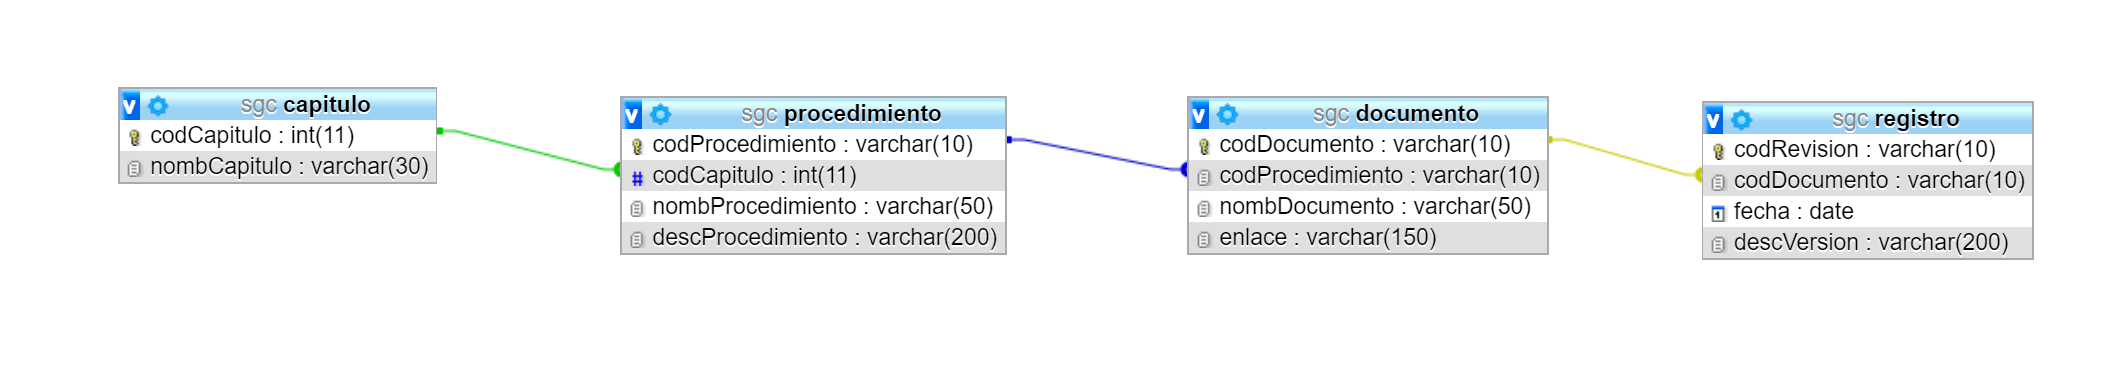 sgc capitulo
codCapitulo : int(11)
nombCapitulo : varchar(30)
sgc procedimiento
codProcedimiento : varchar(10)
codCapitulo : int(11)
nombProcedimiento : varchar(50)
descProcedimiento : varchar(200)
sgc documento
codDocumento : varchar(10)
codProcedimiento : varchar(10)
nombDocumento : varchar(50)
enlace : varchar(150)
sgc registro
codRevision : varchar(10)
codDocumento : varchar(10)
fecha : date
descVersion : varchar(200)